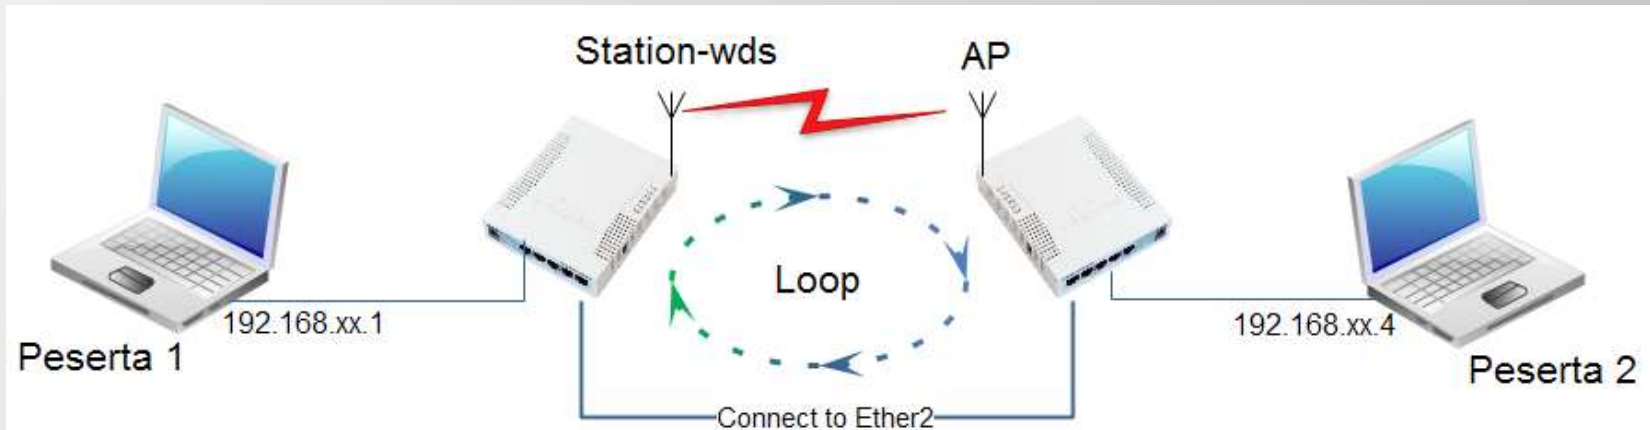 Station-wds
AP
Loop
192.168.xx.1
192.168.xx.4
Peserta 1
Peserta 2
Connect to Ether2